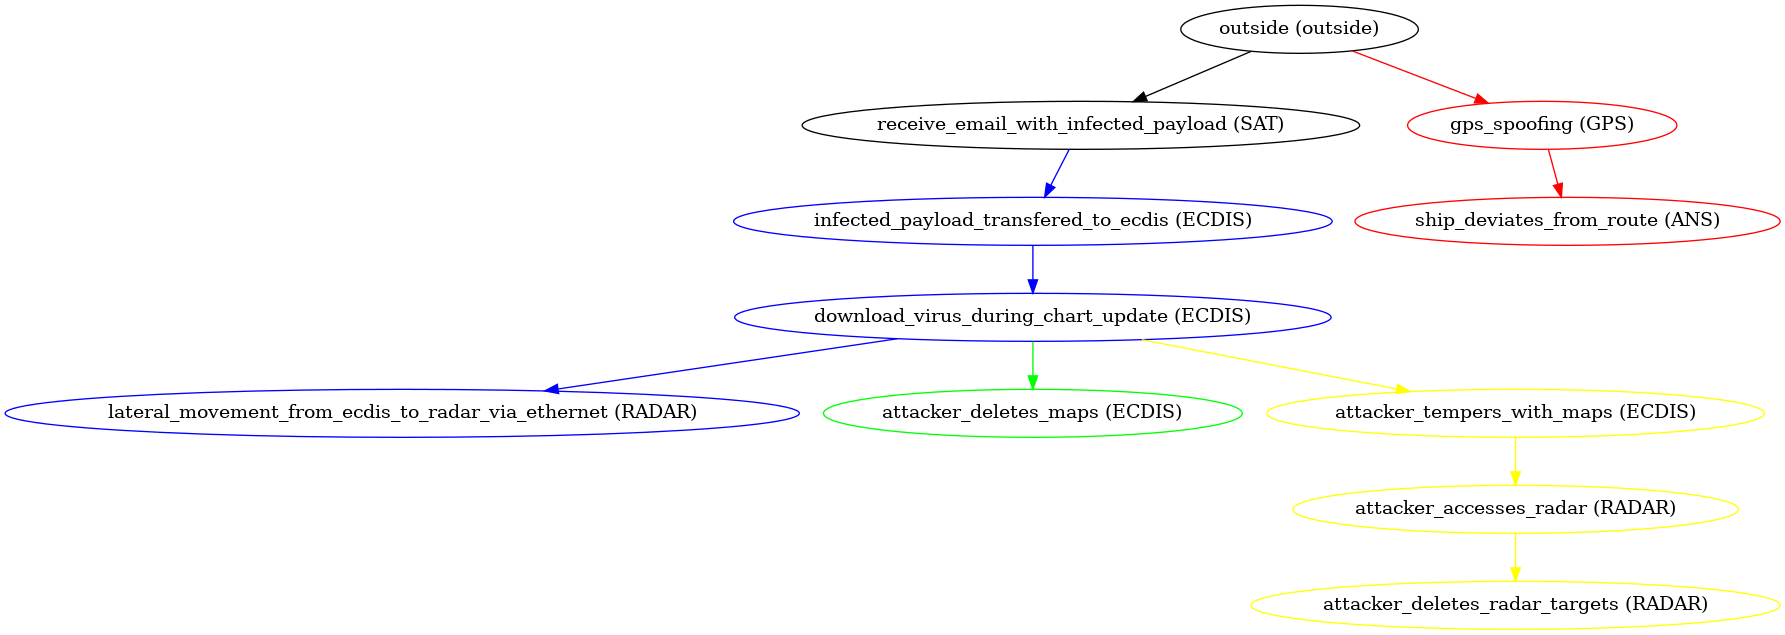 outside (outside)
receive_email_with_infected_payload (SAT)
gps_spoofing (GPS)
infected_payload_transfered_to_ecdis (ECDIS)
ship_deviates_from_route (ANS)
download_virus_during_chart_update (ECDIS)
lateral_movement_from_ecdis_to_radar_via_ethernet (RADAR)
attacker_deletes_maps (ECDIS)
attacker_tempers_with_maps (ECDIS)
attacker_accesses_radar (RADAR)
attacker_deletes_radar_targets (RADAR)